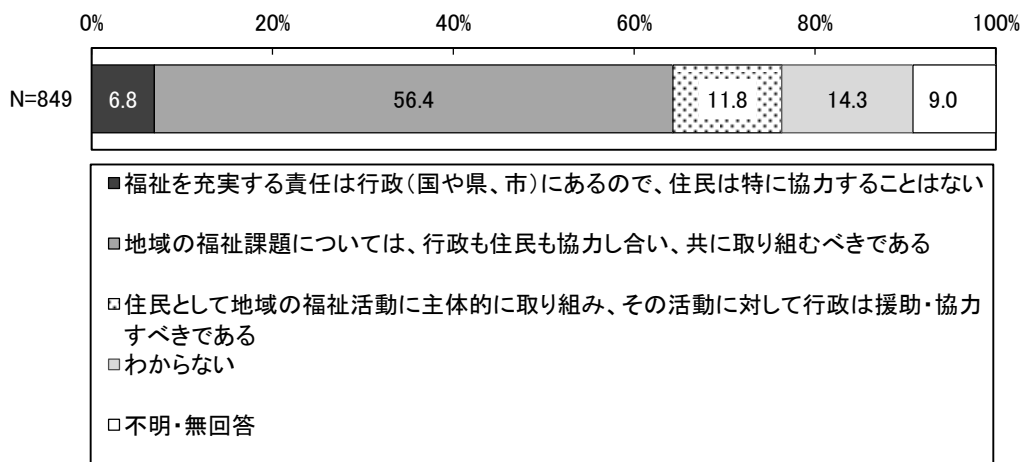 0% 20% 40% 60% 80% 100%
N=849 6.8 56.4 11.8 14.3 9.0
■福祉を充実する責任は行政(国や県、市)にあるので、住民は特に協力することはない
■地域の福祉課題については、行政も住民も協力し合い、共に取り組むべきである
□住民として地域の福祉活動に主体的に取り組み、その活動に対して行政は援助・協力
すべきである
□わからない
□不明・無回答